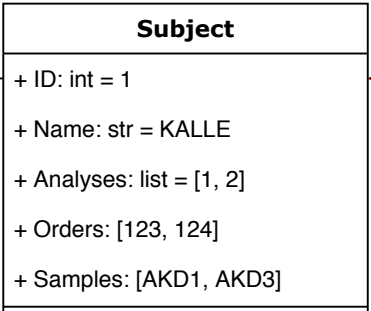 Subject
+ ID: int = 1
+ Name: str = KALLE
+ Analyses: list = [1, 2]
+ Orders: [123, 124]
+ Samples: [AKD1, AKD3]